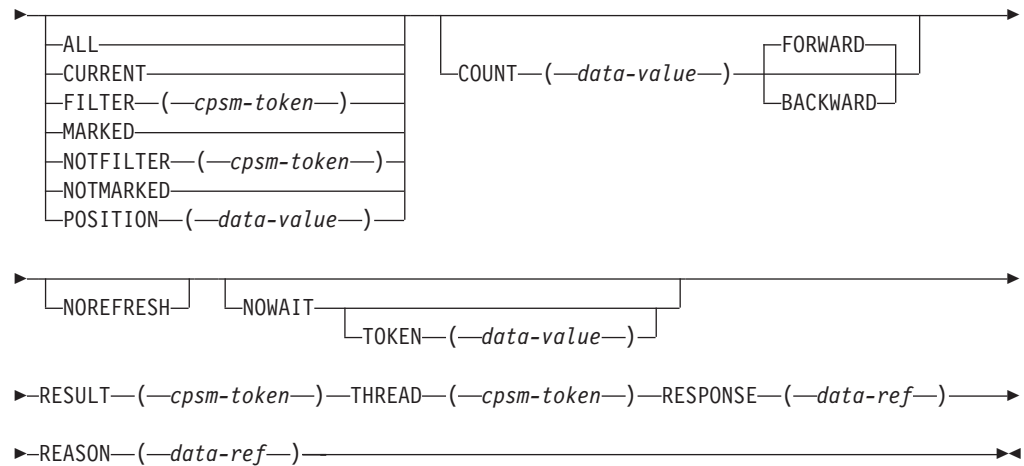 ALL
CURRENT FORWARD
FILTER ( cpsm-token ) COUNT ( data-value )
MARKED BACKWARD
NOTFILTER ( cpsm-token )
NOTMARKED
POSITION ( data-value )
NOREFRESH NOWAIT
TOKEN ( data-value )
RESULT ( cpsm-token ) THREAD ( cpsm-token ) RESPONSE ( data-ref )
REASON ( data-ref )